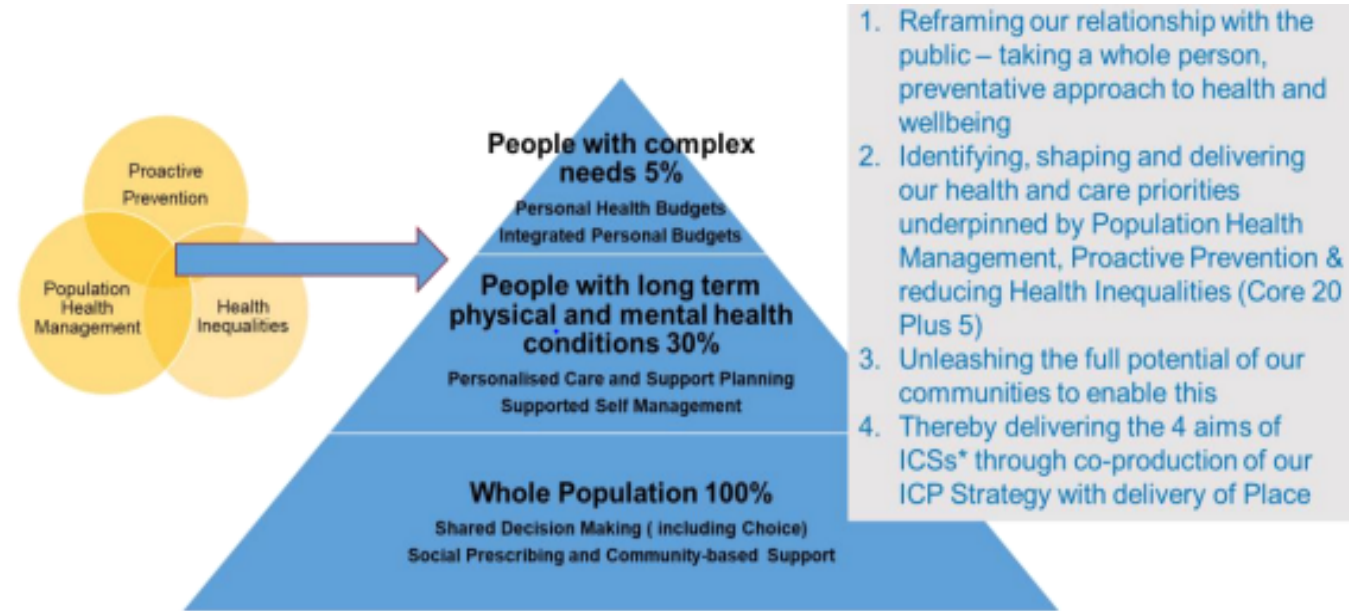 Proactive
Prevention
Population
Health
Management
Health
Inequalities
People with complex
needs 5%
Personal Health Budgets
Integrated Personal Budgets
People with long term
physical and mental health
conditions 30%
Personalised Care and Support Planning
Supported Self Management
Whole Population 100%
Shared Decision Making ( including Choice)
Social Prescribing and Community-based Support
1. Reframing our relationship with the
public – taking a whole person,
preventative approach to health and
wellbeing
2. Identifying, shaping and delivering
our health and care priorities
underpinned by Population Health
Management, Proactive Prevention &
reducing Health Inequalities (Core 20
Plus 5)
3. Unleashing the full potential of our
communities to enable this
4. Thereby delivering the 4 aims of
ICSs* through co-production of our
ICP Strategy with delivery of Place